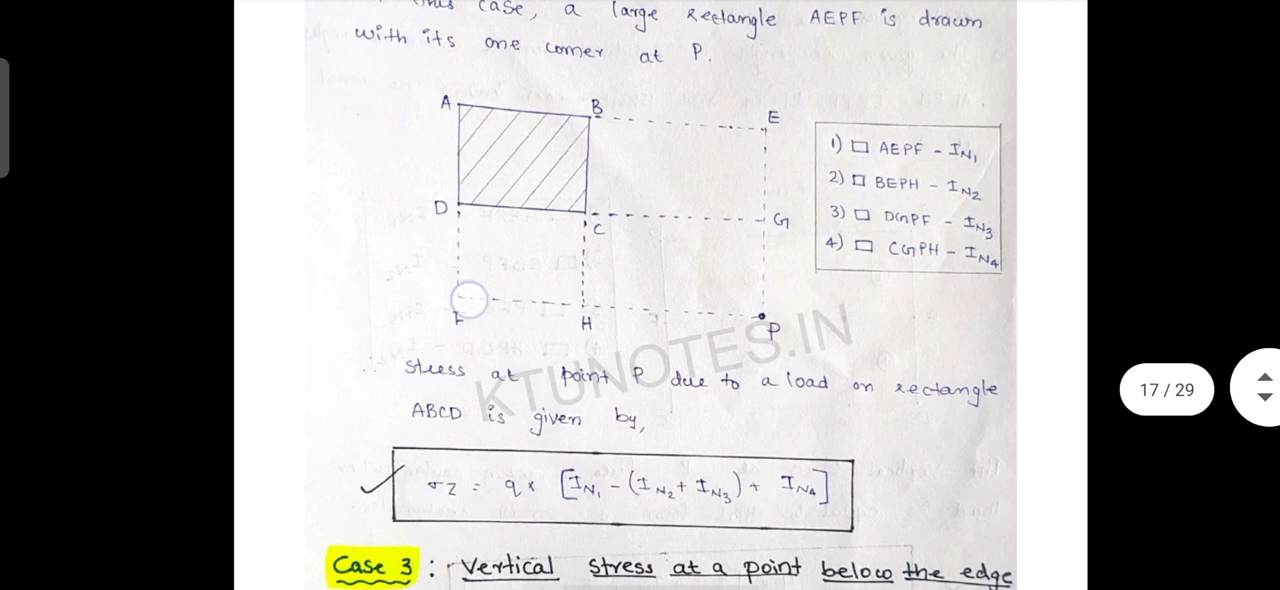 this case, a large rectangle AEPF is drawn
with its one corner at P.
A
B
E
D
C
G
F
H
P
1) □ AEPF - IN1
2) □ BEPH - IN2
3) □ DGPF - IN3
4) □ CGPH - IN4
∴ stress at point P due to a load on rectangle
ABCD is given by,
KTUNOTES.IN
σz = q × [IN1 - (IN2 + IN3) + IN4]
Case 3 : Vertical stress at a point below the edge
17 / 29